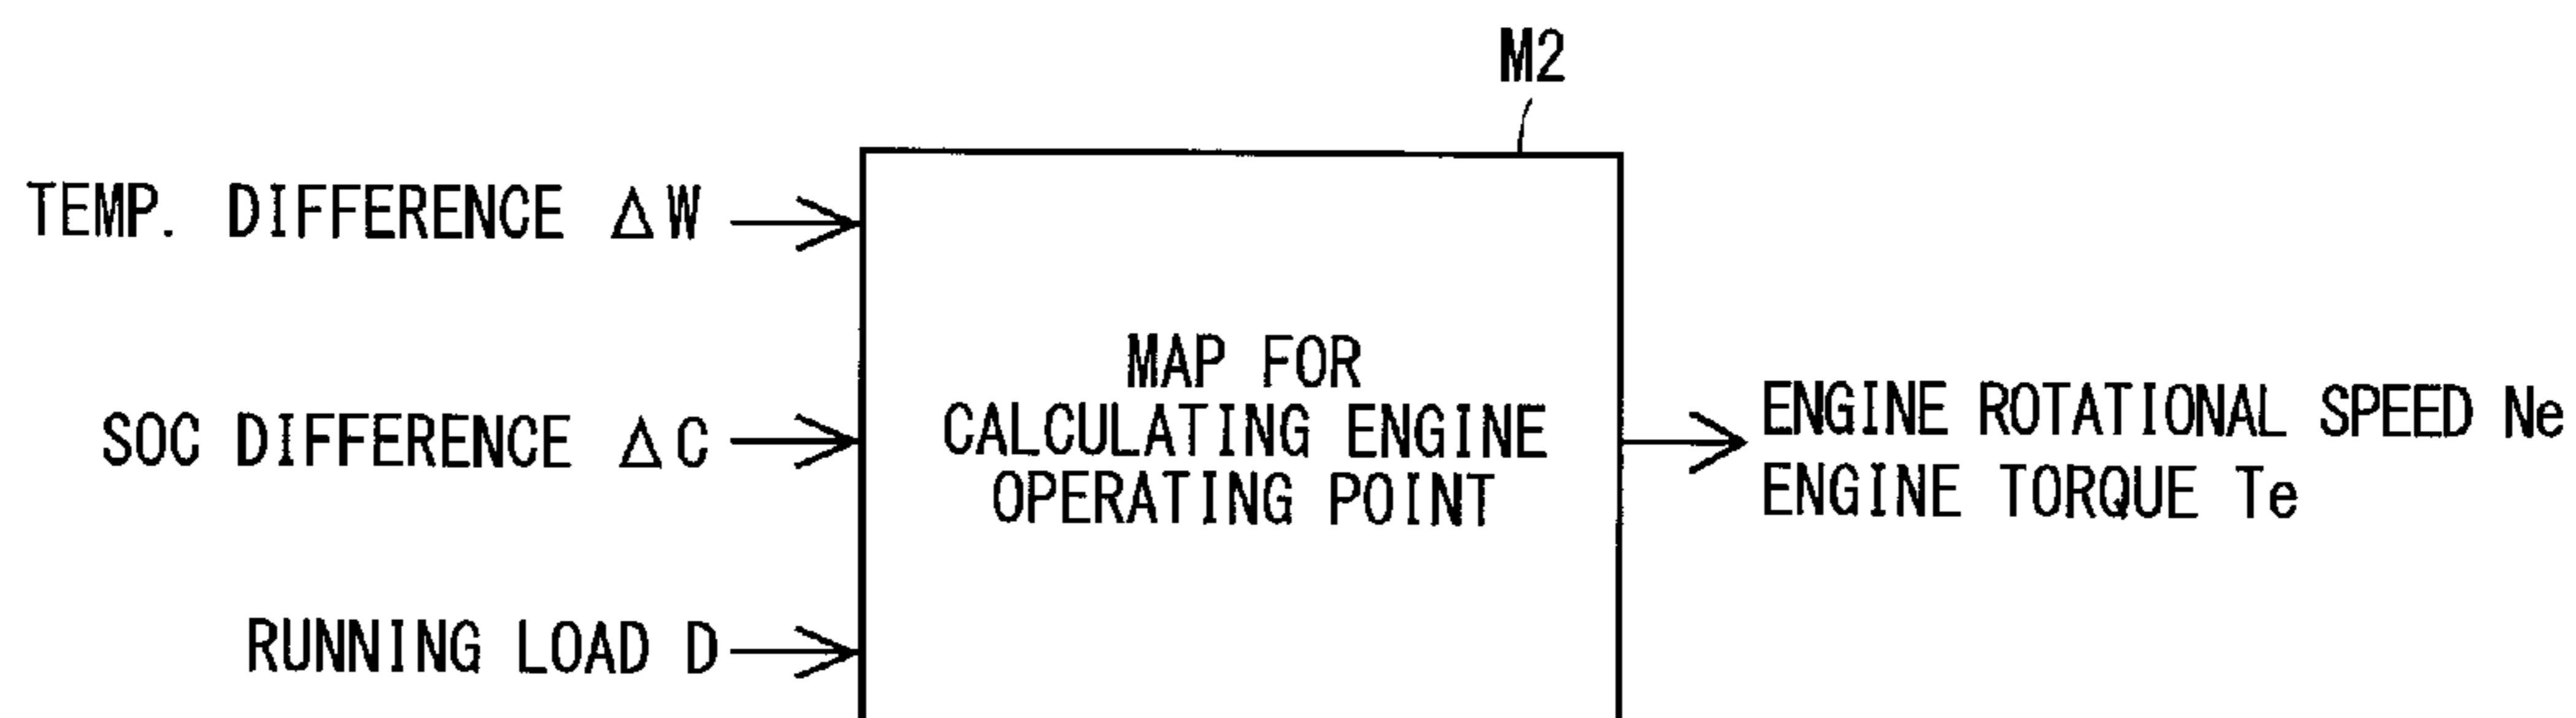 M2
TEMP. DIFFERENCE ΔW
SOC DIFFERENCE ΔC
RUNNING LOAD D
MAP FOR
CALCULATING ENGINE
OPERATING POINT
ENGINE ROTATIONAL SPEED Ne
ENGINE TORQUE Te